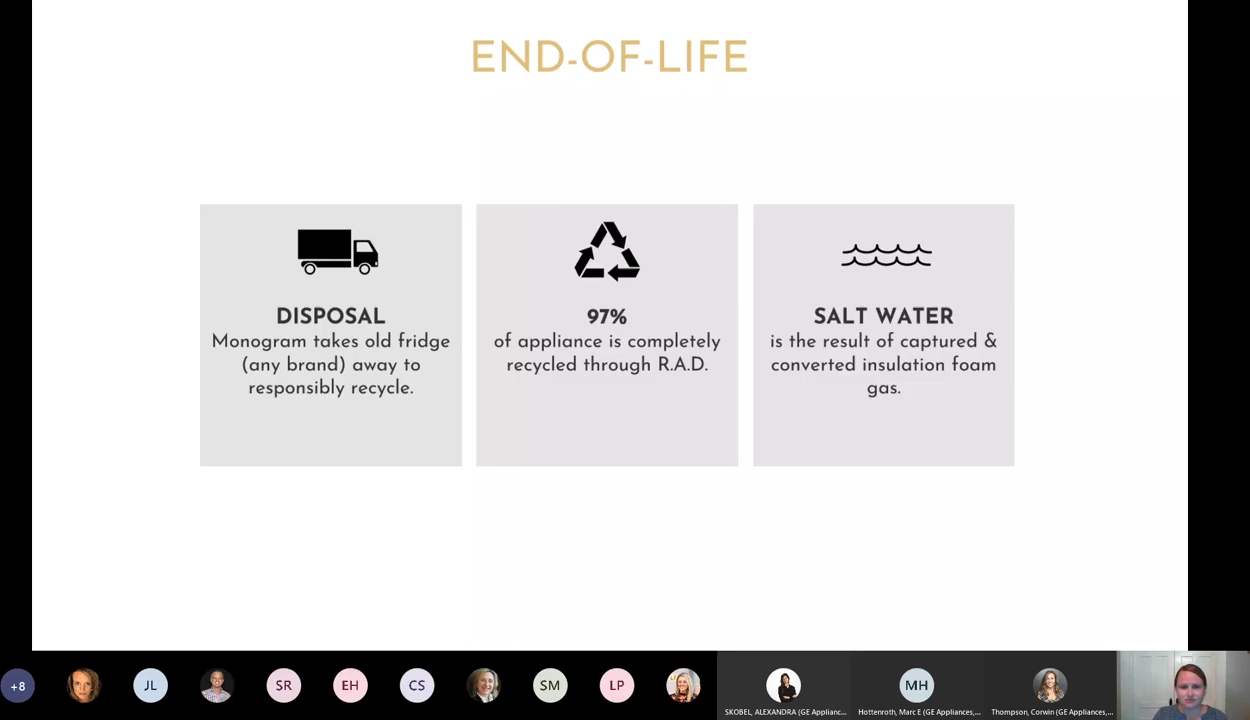 END-OF-LIFE
DISPOSAL
Monogram takes old fridge
(any brand) away to
responsibly recycle.
97%
of appliance is completely
recycled through R.A.D.
SALT WATER
is the result of captured &
converted insulation foam
gas.
+8
JL
SR
EH
CS
SM
LP
MH
SKOBEL, ALEXANDRA (GE Applianc...
Hottenroth, Marc E (GE Appliances,...
Thompson, Corwin (GE Appliances,...